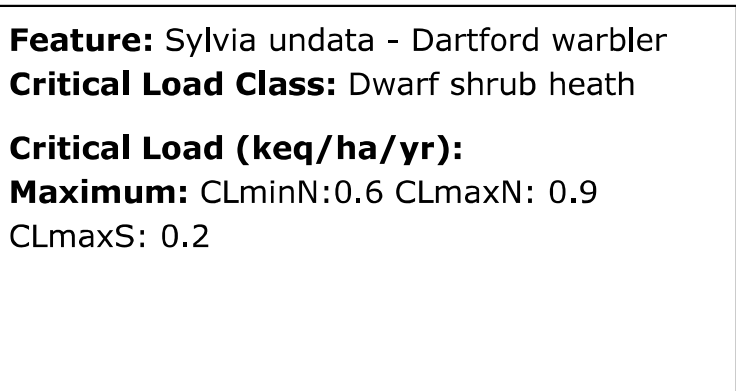 Feature: Sylvia undata - Dartford warbler
Critical Load Class: Dwarf shrub heath
Critical Load (keq/ha/yr):
Maximum: CLminN:0.6 CLmaxN: 0.9
CLmaxS: 0.2